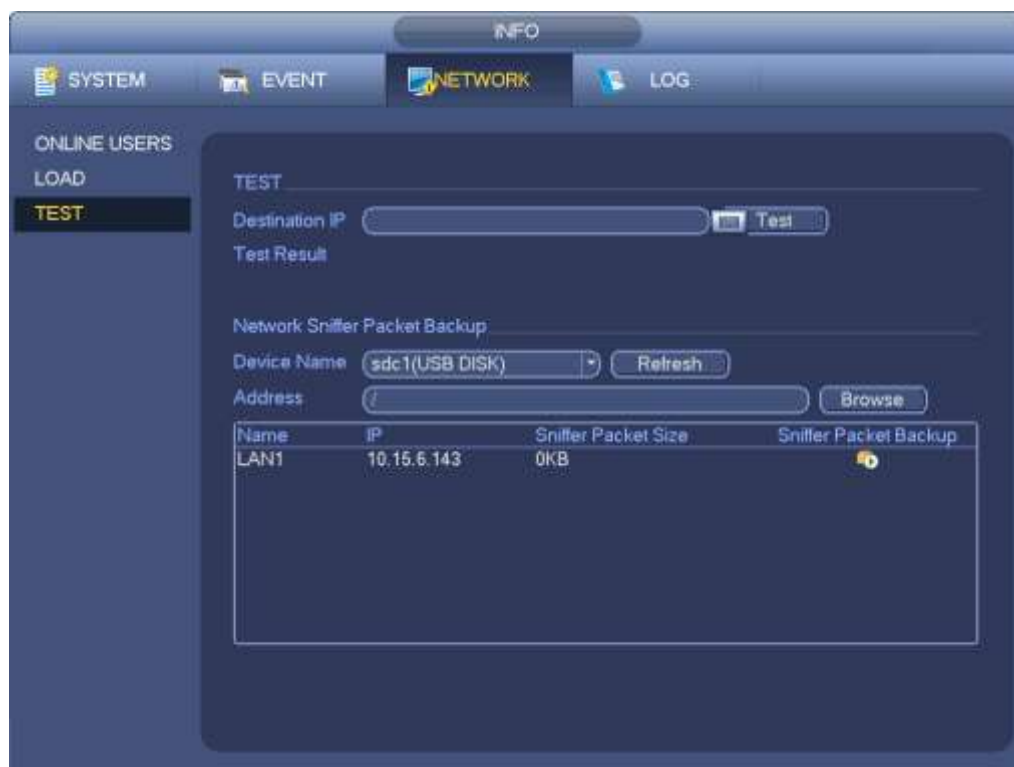 INFO
SYSTEM EVENT NETWORK LOG
ONLINE USERS
LOAD
TEST
TEST
Destination IP Test
Test Result
Network Sniffer Packet Backup
Device Name sdc1(USB DISK) Refresh
Address / Browse
Name IP Sniffer Packet Size Sniffer Packet Backup
LAN1 10.15.6.143 0KB